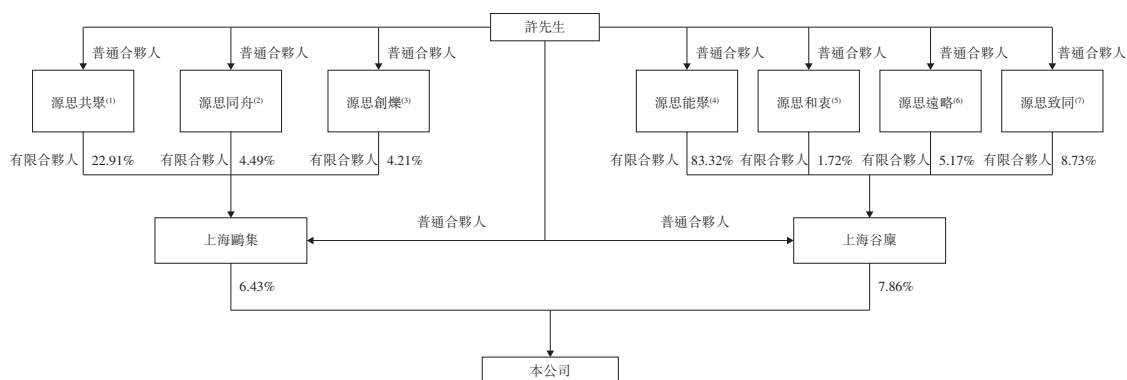 許先生
普通合夥人 普通合夥人 普通合夥人 普通合夥人 普通合夥人 普通合夥人 普通合夥人
源思共聚(1) 源思同舟(2) 源思創爍(3) 源思能聚(4) 源思和衷(5) 源思遠略(6) 源思致同(7)
有限合夥人 22.91% 有限合夥人 4.49% 有限合夥人 4.21% 有限合夥人 83.32% 有限合夥人 1.72% 有限合夥人 5.17% 有限合夥人 8.73%
普通合夥人 普通合夥人
上海鷗集 上海谷廩
6.43% 7.86%
本公司